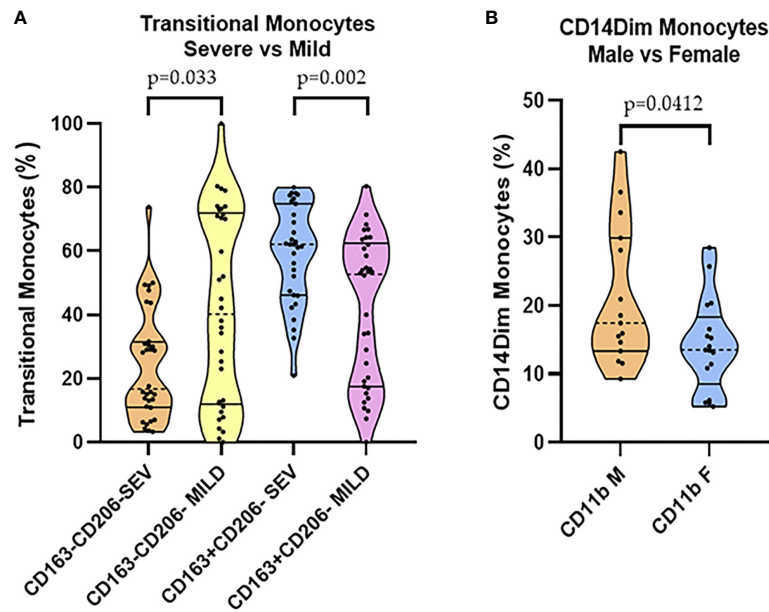 A
Transitional Monocytes
Severe vs Mild
p=0.033
p=0.002
Transitional Monocytes (%)
100
80
60
40
20
0
CD163-CD206-SEV
CD163-CD206- MILD
CD163+CD206- SEV
CD163+CD206- MILD
B
CD14Dim Monocytes
Male vs Female
p=0.0412
CD14Dim Monocytes (%)
50
40
30
20
10
0
CD11b M
CD11b F